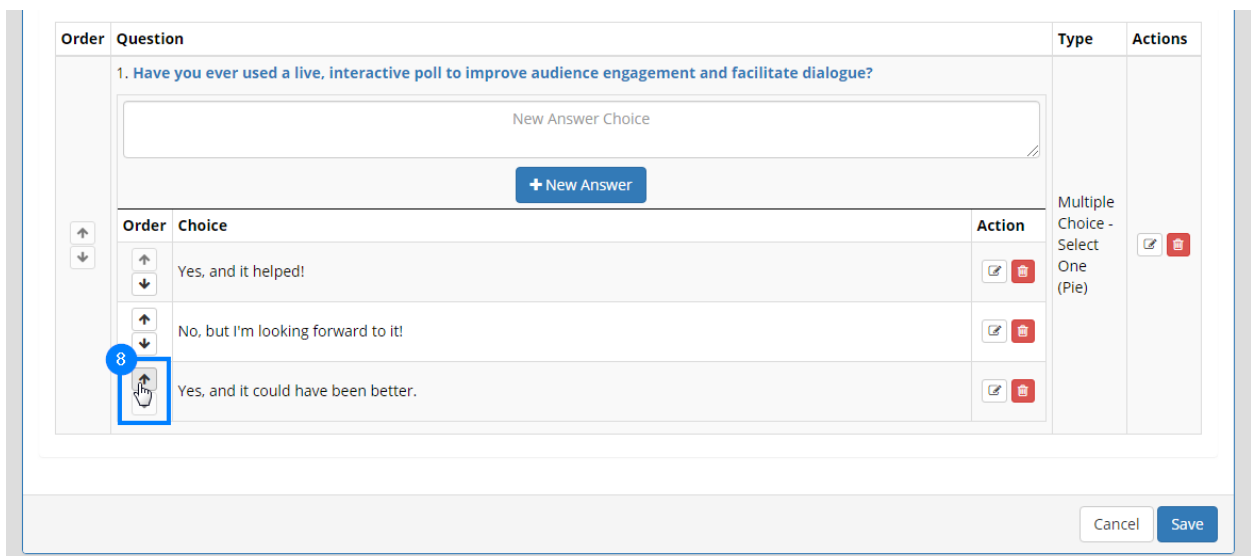 Order Question Type Actions
1. Have you ever used a live, interactive poll to improve audience engagement and facilitate dialogue?
New Answer Choice
New Answer
Order Choice Action
Yes, and it helped!
No, but I'm looking forward to it!
8
Yes, and it could have been better.
Multiple
Choice -
Select
One
(Pie)
Cancel Save